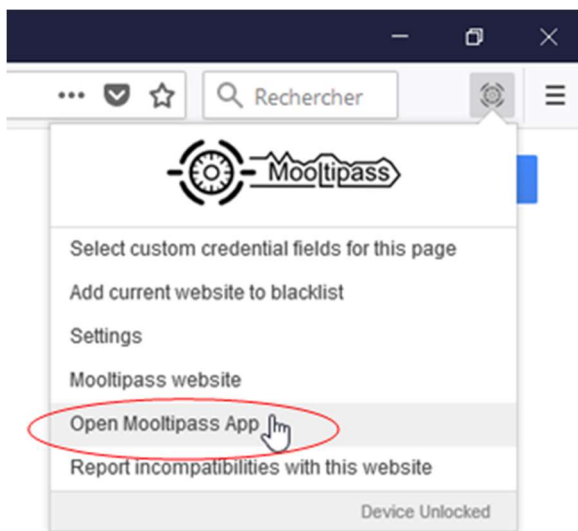 Rechercher
Mooltipass
Select custom credential fields for this page
Add current website to blacklist
Settings
Mooltipass website
Open Mooltipass App
Report incompatibilities with this website
Device Unlocked